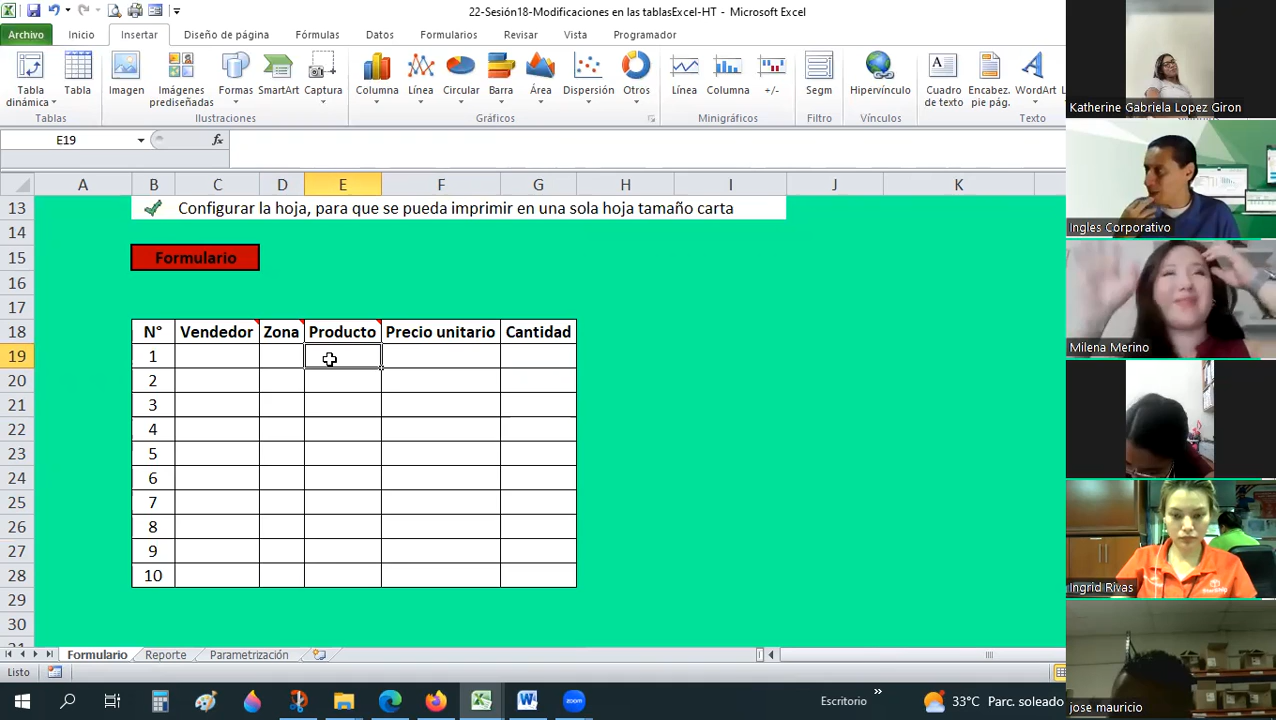 22-Sesión18-Modificaciones en las tablasExcel-HT - Microsoft Excel
Archivo Inicio Insertar Diseño de página Fórmulas Datos Formularios Revisar Vista Programador
Tabla dinámica Tabla Imagen Imágenes prediseñadas Formas SmartArt Captura Columna Línea Circular Barra Área Dispersión Otros Línea Columna +/- Segm Hipervínculo Cuadro de texto Encabez. pie pág. WordArt
Tablas Ilustraciones Gráficos Minigráficos Filtro Vínculos Texto
E19 fx
A B C D E F G H I J K
13 Configurar la hoja, para que se pueda imprimir en una sola hoja tamaño carta
14
15 Formulario
16
17
18 N° Vendedor Zona Producto Precio unitario Cantidad
19 1
20 2
21 3
22 4
23 5
24 6
25 7
26 8
27 9
28 10
29
30
Formulario Reporte Parametrización
Listo
Escritorio » 33°C Parc. soleado
Katherine Gabriela Lopez Giron
Ingles Corporativo
Milena Merino
Ingrid Rivas
jose mauricio